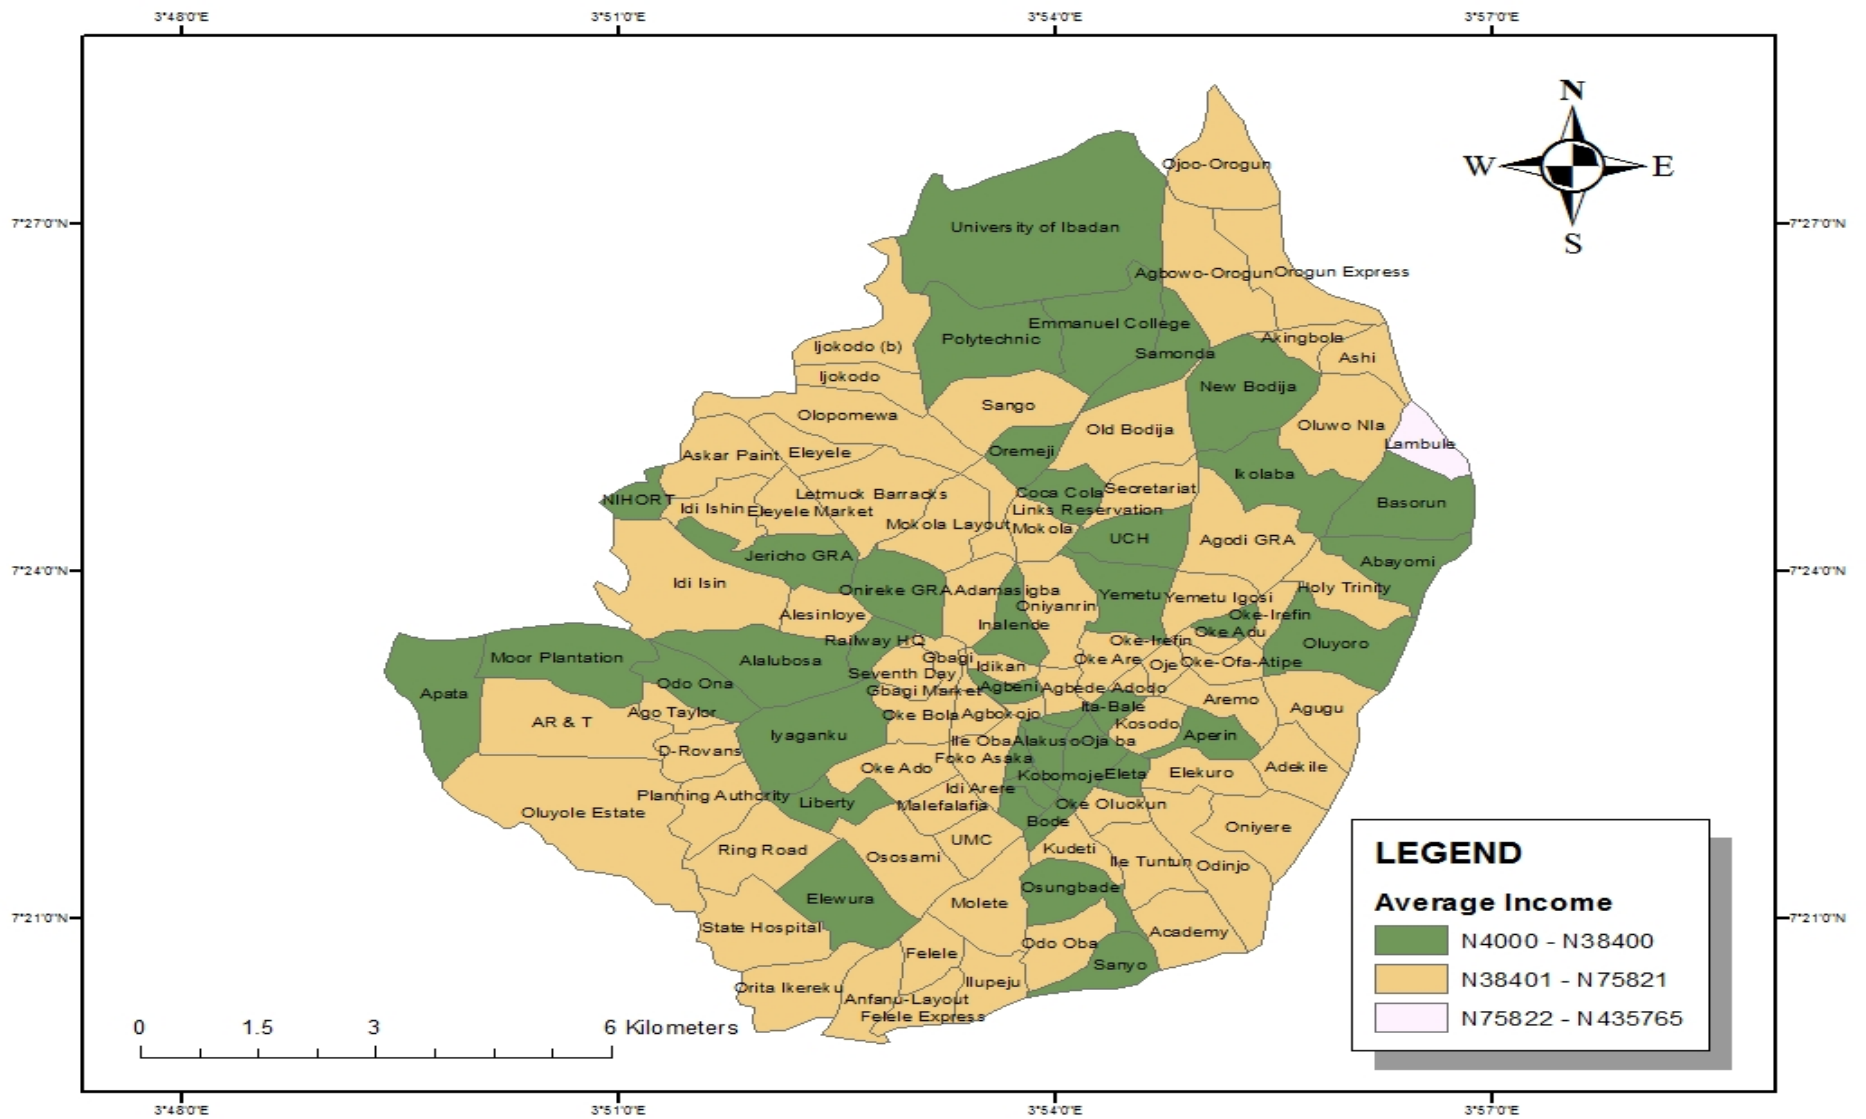 3°48'0"E
3°51'0"E
3°54'0"E
3°57'0"E
N
W
E
S
7°27'0"N
7°27'0"N
Ojoo-Orogun
University of Ibadan
Agbowo-Orogun
Orogun Express
Emmanuel College
Polytechnic
Samonda
Akingbola
Ashi
Ijokodo (b)
Ijokodo
New Bodija
Sango
Olopomewa
Old Bodija
Oluwo Nla
Lambule
Oremeji
Askar Paint
Eleyele
Ikolaba
NIHORT
Letmuck Barracks
Coca Cola
Secretariat
Basorun
Idi Ishin
Eleyele Market
Links Reservation
Mokola Layout
Mokola
UCH
Agodi GRA
Jericho GRA
Abayomi
7°24'0"N
7°24'0"N
Idi Isin
Onireke GRA
Adamasigba
Holy Trinity
Yemetu
Yemetu Igosi
Oniyanrin
Alesinloye
Oke-Irefin
Inalende
Oke Adu
Railway HQ
Oke-Irefin
Oluyoro
Moor Plantation
Alalubosa
Gbagi
Oke Are
Oje
Oke-Ofa-Atipe
Idikan
Seventh Day
Odo Ona
Agbeni
Agbede Adodo
Apata
Gbagi Market
Aremo
Ita-Bale
Agugu
Ago Taylor
Oke Bola
Agbokojo
AR & T
Kosodo
Iyaganku
Aperin
Ile Oba
Alakuso
Oja ba
D-Rovans
Foko Asaka
Oke Ado
Kobomoje
Eleta
Elekuro
Adekile
Idi Arere
Planning Authority
Liberty
Malefalafia
Oke Oluokun
Oluyole Estate
Bode
Oniyere
UMC
Ring Road
Ososami
Kudeti
Ile Tuntun
Odinjo
Osungbade
Elewura
Molete
7°21'0"N
7°21'0"N
State Hospital
Academy
Odo Oba
Felele
Sanyo
Ilupeju
Orita Ikereku
Anfanu-Layout
Felele Express
LEGEND
Average Income
N4000 - N38400
N38401 - N75821
N75822 - N435765
0 1.5 3 6 Kilometers
3°48'0"E
3°51'0"E
3°54'0"E
3°57'0"E